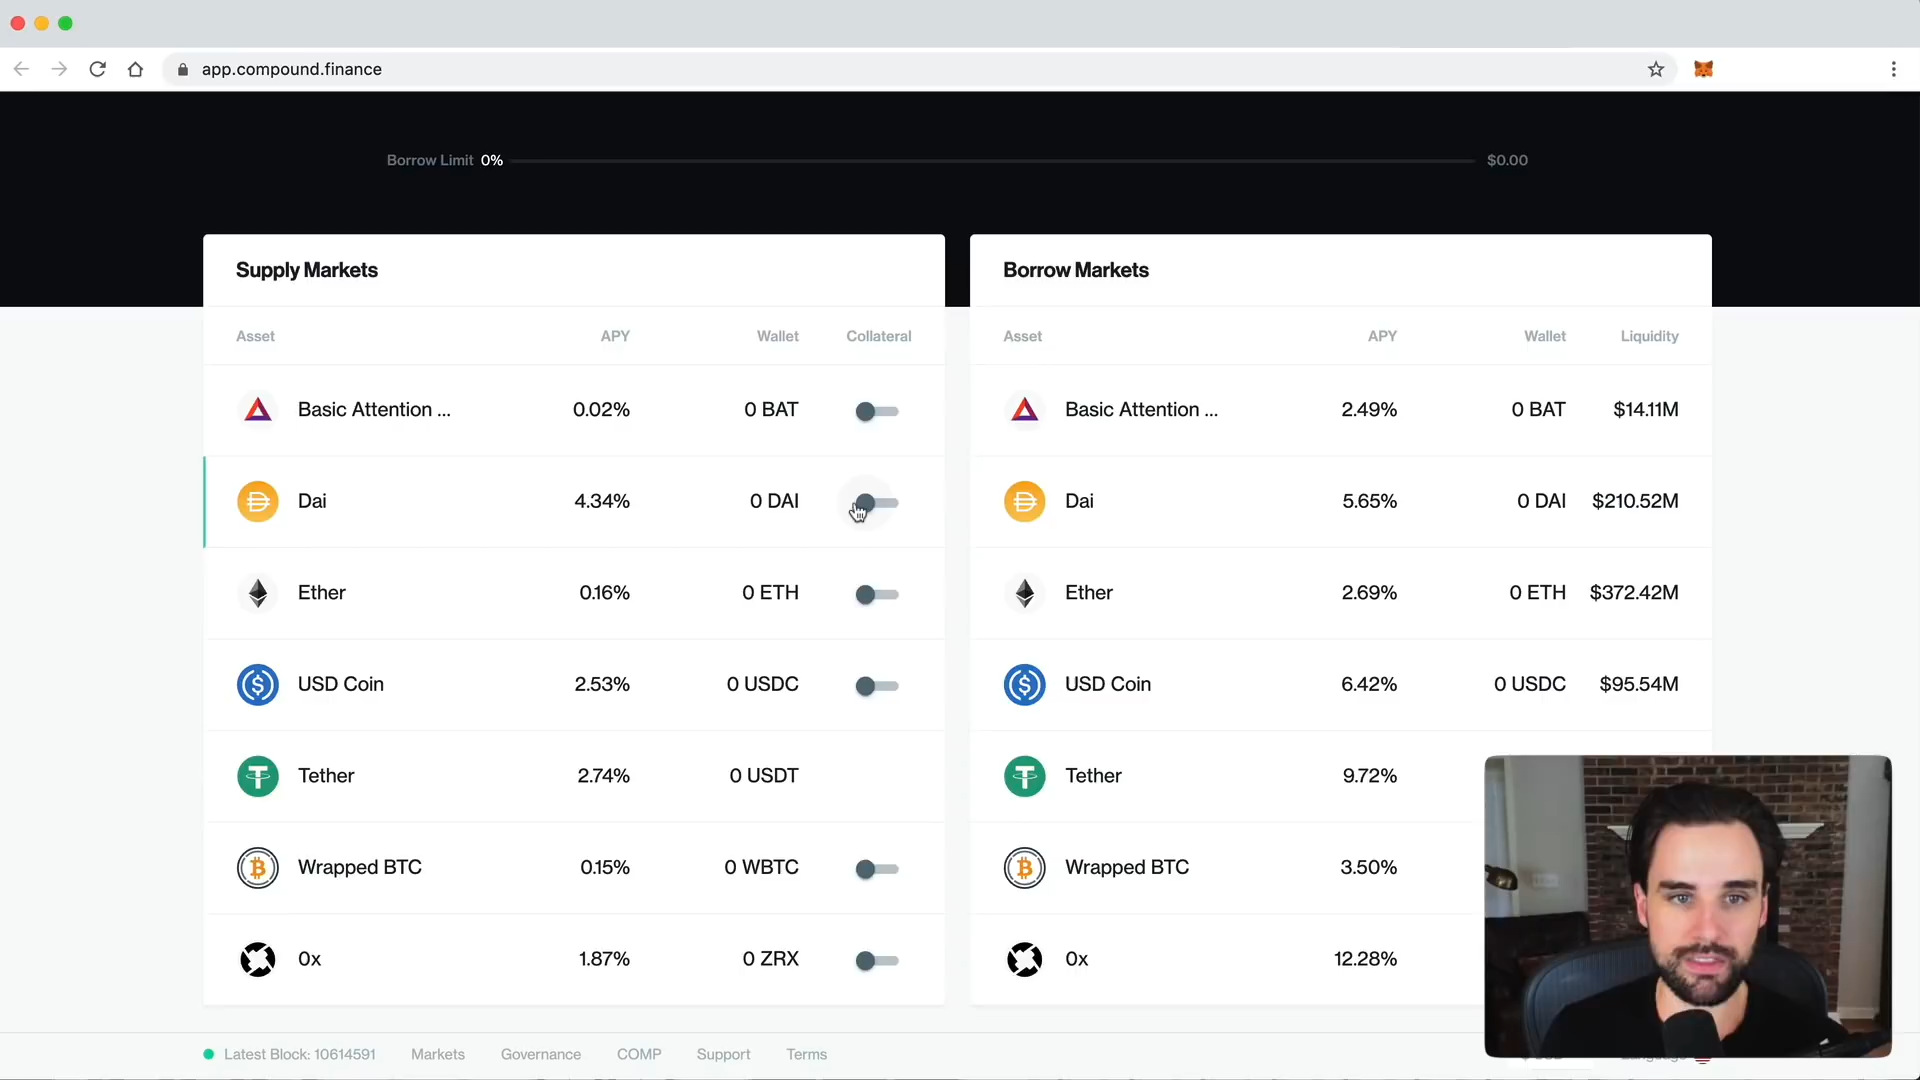 app.compound.finance
Borrow Limit 0% $0.00
Supply Markets
Asset APY Wallet Collateral
Basic Attention ... 0.02% 0 BAT
Dai 4.34% 0 DAI
Ether 0.16% 0 ETH
USD Coin 2.53% 0 USDC
Tether 2.74% 0 USDT
Wrapped BTC 0.15% 0 WBTC
0x 1.87% 0 ZRX
Borrow Markets
Asset APY Wallet Liquidity
Basic Attention ... 2.49% 0 BAT $14.11M
Dai 5.65% 0 DAI $210.52M
Ether 2.69% 0 ETH $372.42M
USD Coin 6.42% 0 USDC $95.54M
Tether 9.72%
Wrapped BTC 3.50%
0x 12.28%
Latest Block: 10614591 Markets Governance COMP Support Terms